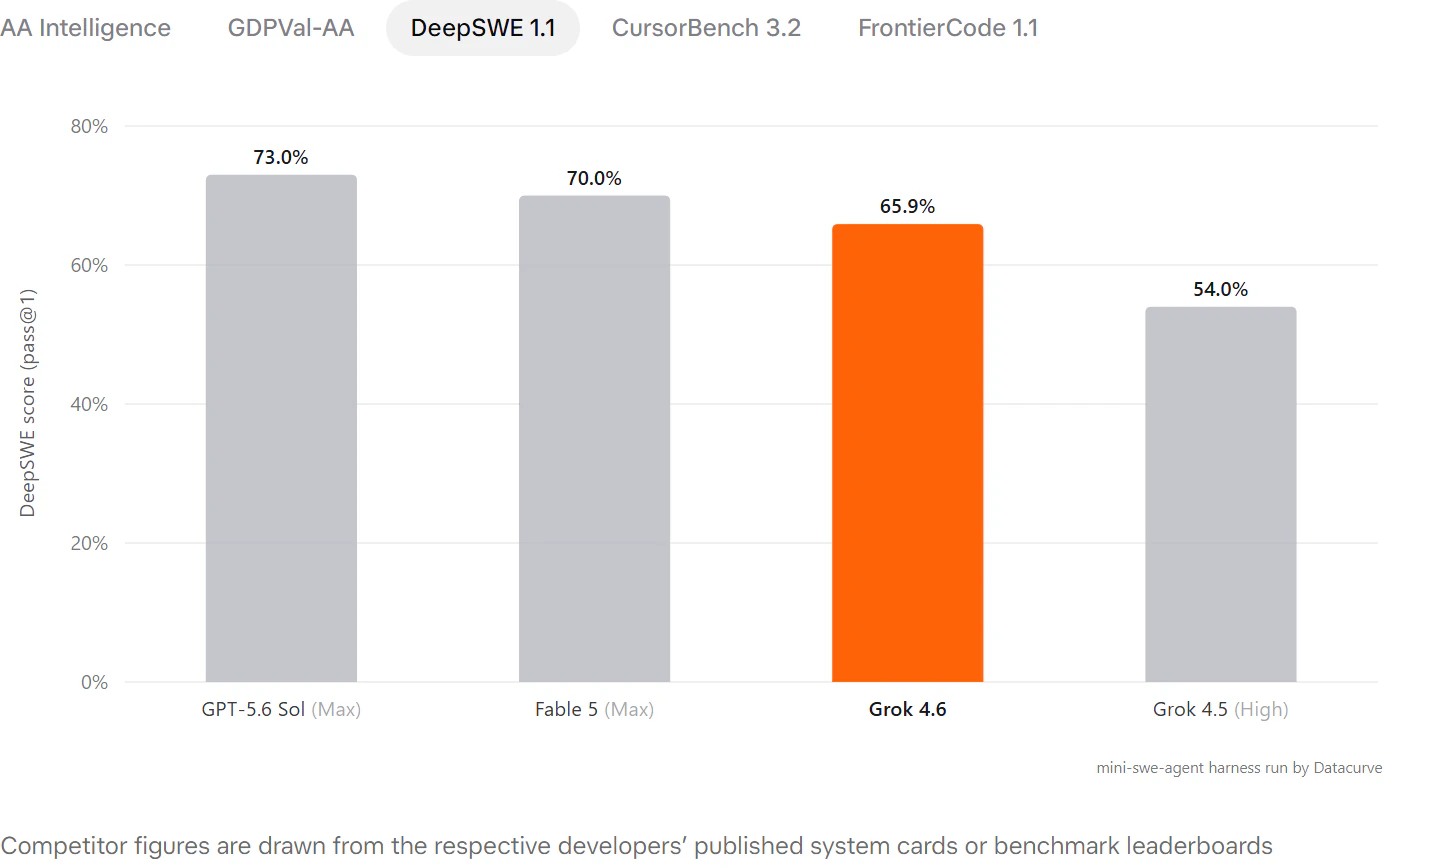 AA Intelligence GDPVal-AA DeepSWE 1.1 CursorBench 3.2 FrontierCode 1.1
80%
73.0%
70.0%
65.9%
60%
54.0%
DeepSWE score (pass@1)
40%
20%
0%
GPT-5.6 Sol (Max) Fable 5 (Max) Grok 4.6 Grok 4.5 (High)
mini-swe-agent harness run by Datacurve
Competitor figures are drawn from the respective developers’ published system cards or benchmark leaderboards